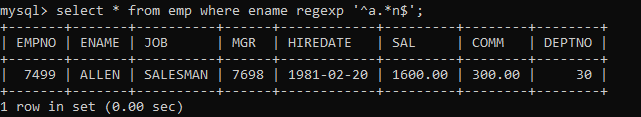 mysql> select * from emp where ename regexp '^a.*n$';
+-------+-------+----------+------+------------+---------+--------+--------+
| EMPNO | ENAME | JOB      | MGR  | HIREDATE   | SAL     | COMM   | DEPTNO |
+-------+-------+----------+------+------------+---------+--------+--------+
|  7499 | ALLEN | SALESMAN | 7698 | 1981-02-20 | 1600.00 | 300.00 |     30 |
+-------+-------+----------+------+------------+---------+--------+--------+
1 row in set (0.00 sec)